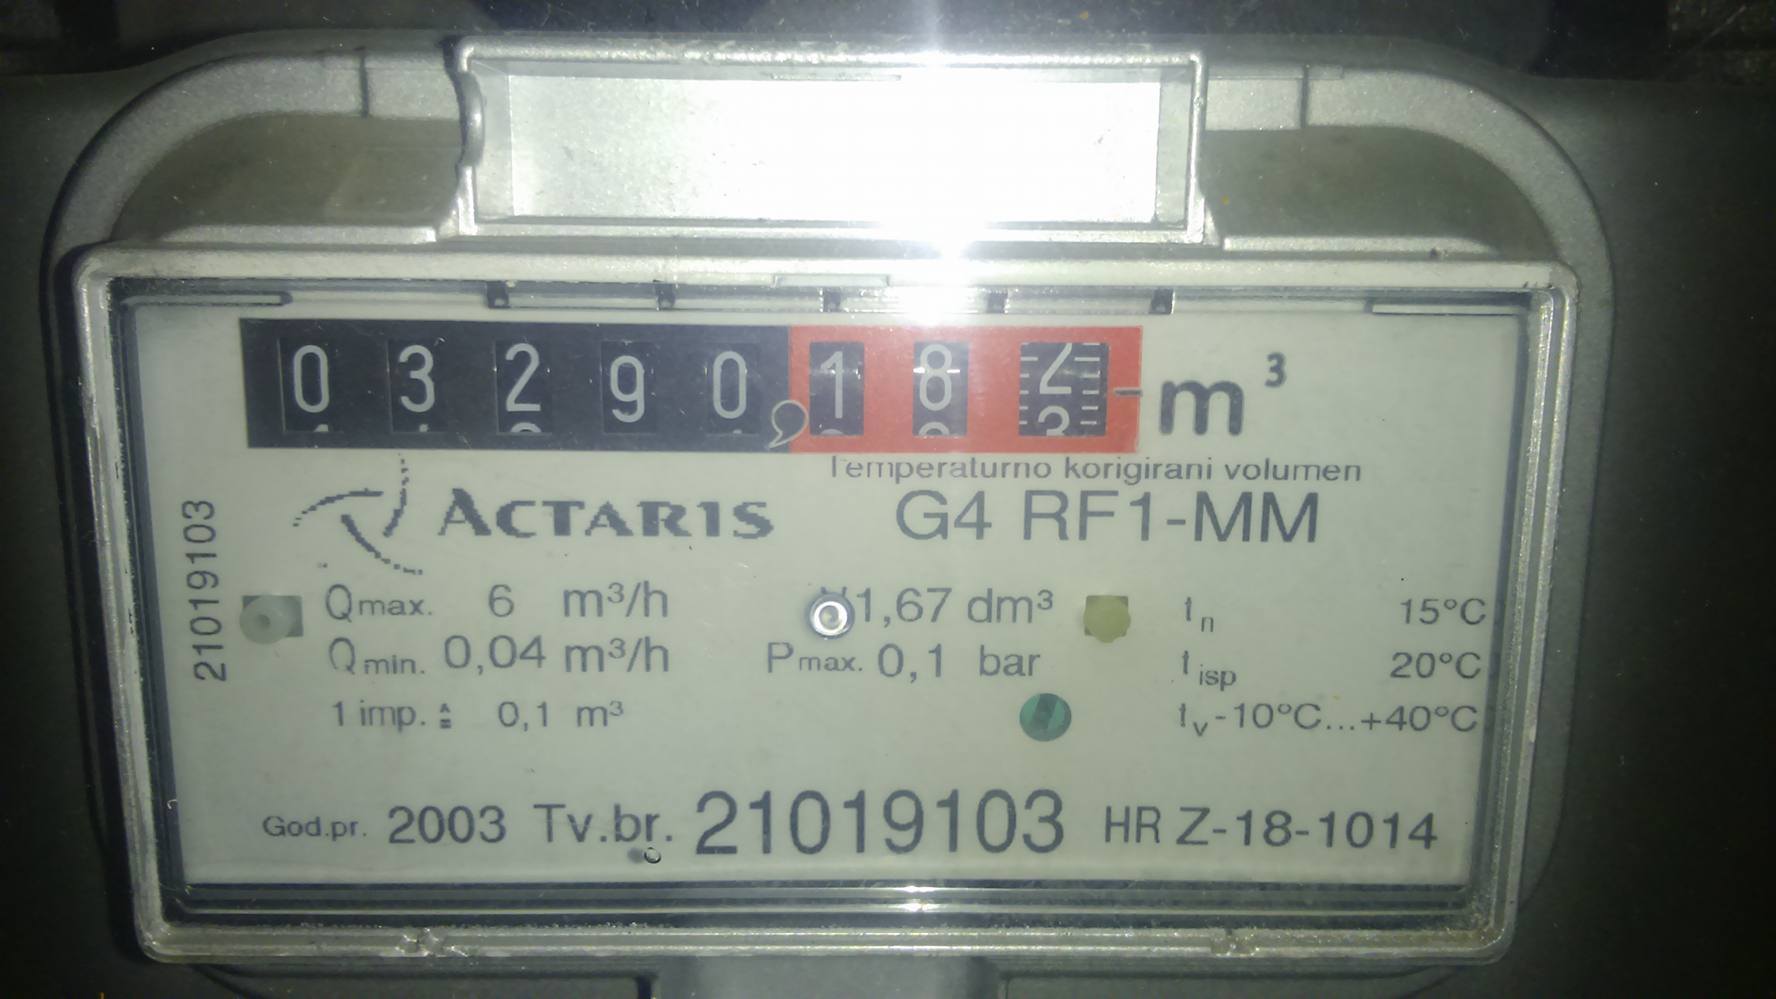 03290,182 m³
Temperaturno korigirani volumen
ACTARIS G4 RF1-MM
21019103
Qmax. 6 m³/h V 1,67 dm³ tn 15°C
Qmin. 0,04 m³/h Pmax. 0,1 bar tisp 20°C
1 imp. ≙ 0,1 m³ tv -10°C...+40°C
God.pr. 2003 Tv.br. 21019103 HR Z-18-1014